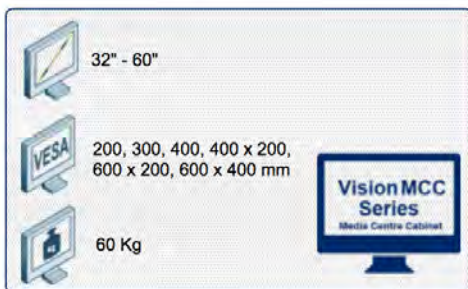 32" - 60"
VESA
200, 300, 400, 400 x 200,
600 x 200, 600 x 400 mm
60 Kg
Vision MCC
Series
Media Centre Cabinet